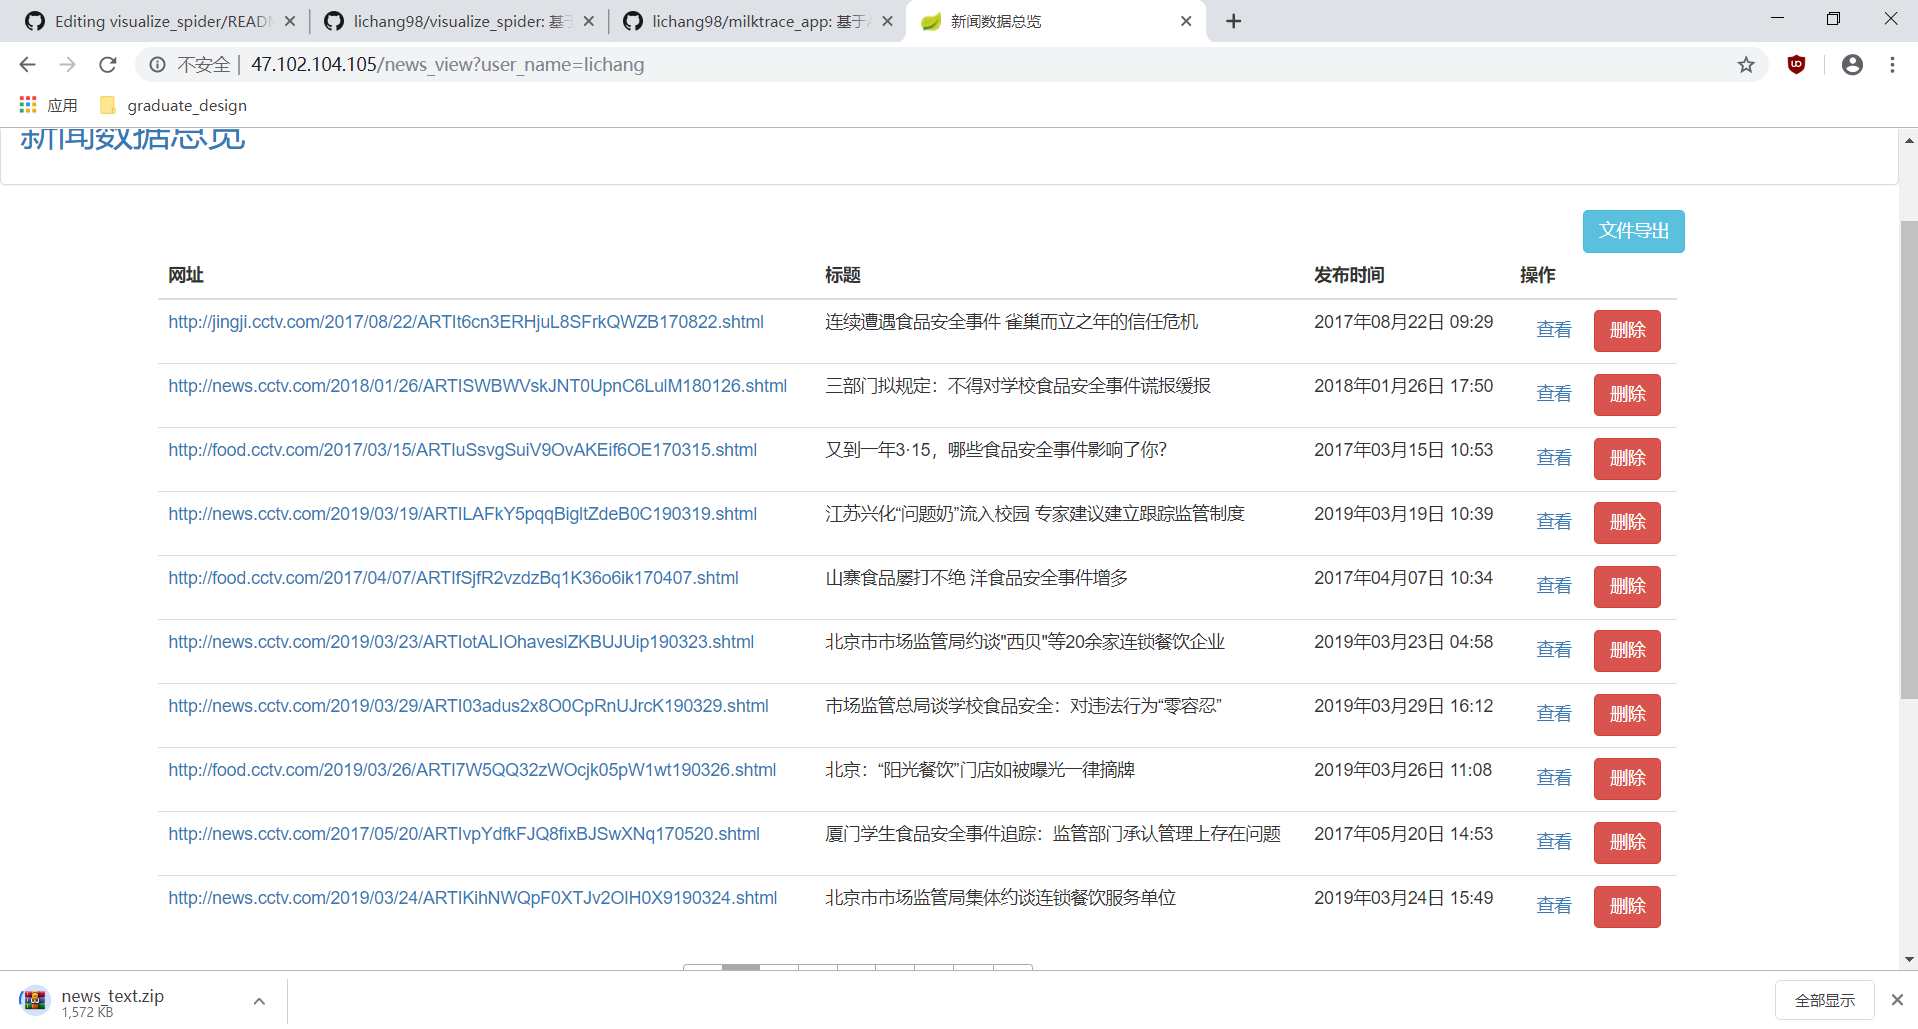 Editing visualize_spider/READN
lichang98/visualize_spider: 基于
lichang98/milktrace_app: 基于A
新闻数据总览
不安全 | 47.102.104.105/news_view?user_name=lichang
应用 graduate_design
新闻数据总览
文件导出
网址 标题 发布时间 操作
http://jingji.cctv.com/2017/08/22/ARTIt6cn3ERHjuL8SFrkQWZB170822.shtml 连续遭遇食品安全事件 雀巢而立之年的信任危机 2017年08月22日 09:29 查看 删除
http://news.cctv.com/2018/01/26/ARTISWBWVskJNT0UpnC6LulM180126.shtml 三部门拟规定：不得对学校食品安全事件谎报缓报 2018年01月26日 17:50 查看 删除
http://food.cctv.com/2017/03/15/ARTIuSsvgSuiV9OvAKEif6OE170315.shtml 又到一年3·15，哪些食品安全事件影响了你？ 2017年03月15日 10:53 查看 删除
http://news.cctv.com/2019/03/19/ARTILAFkY5pqqBigltZdeB0C190319.shtml 江苏兴化“问题奶”流入校园 专家建议建立跟踪监管制度 2019年03月19日 10:39 查看 删除
http://food.cctv.com/2017/04/07/ARTIfSjfR2vzdzBq1K36o6ik170407.shtml 山寨食品屡打不绝 洋食品安全事件增多 2017年04月07日 10:34 查看 删除
http://news.cctv.com/2019/03/23/ARTIotALIOhaveslZKBUJUip190323.shtml 北京市市场监管局约谈"西贝"等20余家连锁餐饮企业 2019年03月23日 04:58 查看 删除
http://news.cctv.com/2019/03/29/ARTI03adus2x8O0CpRnUJrcK190329.shtml 市场监管总局谈学校食品安全：对违法行为“零容忍” 2019年03月29日 16:12 查看 删除
http://food.cctv.com/2019/03/26/ARTI7W5QQ32zWOcjk05pW1wt190326.shtml 北京：“阳光餐饮”门店如被曝光一律摘牌 2019年03月26日 11:08 查看 删除
http://news.cctv.com/2017/05/20/ARTIvpYdfkFJQ8fixBJSwXNq170520.shtml 厦门学生食品安全事件追踪：监管部门承认管理上存在问题 2017年05月20日 14:53 查看 删除
http://news.cctv.com/2019/03/24/ARTIKihNWQpF0XTJv2OIH0X9190324.shtml 北京市市场监管局集体约谈连锁餐饮服务单位 2019年03月24日 15:49 查看 删除
news_text.zip
1,572 KB
全部显示